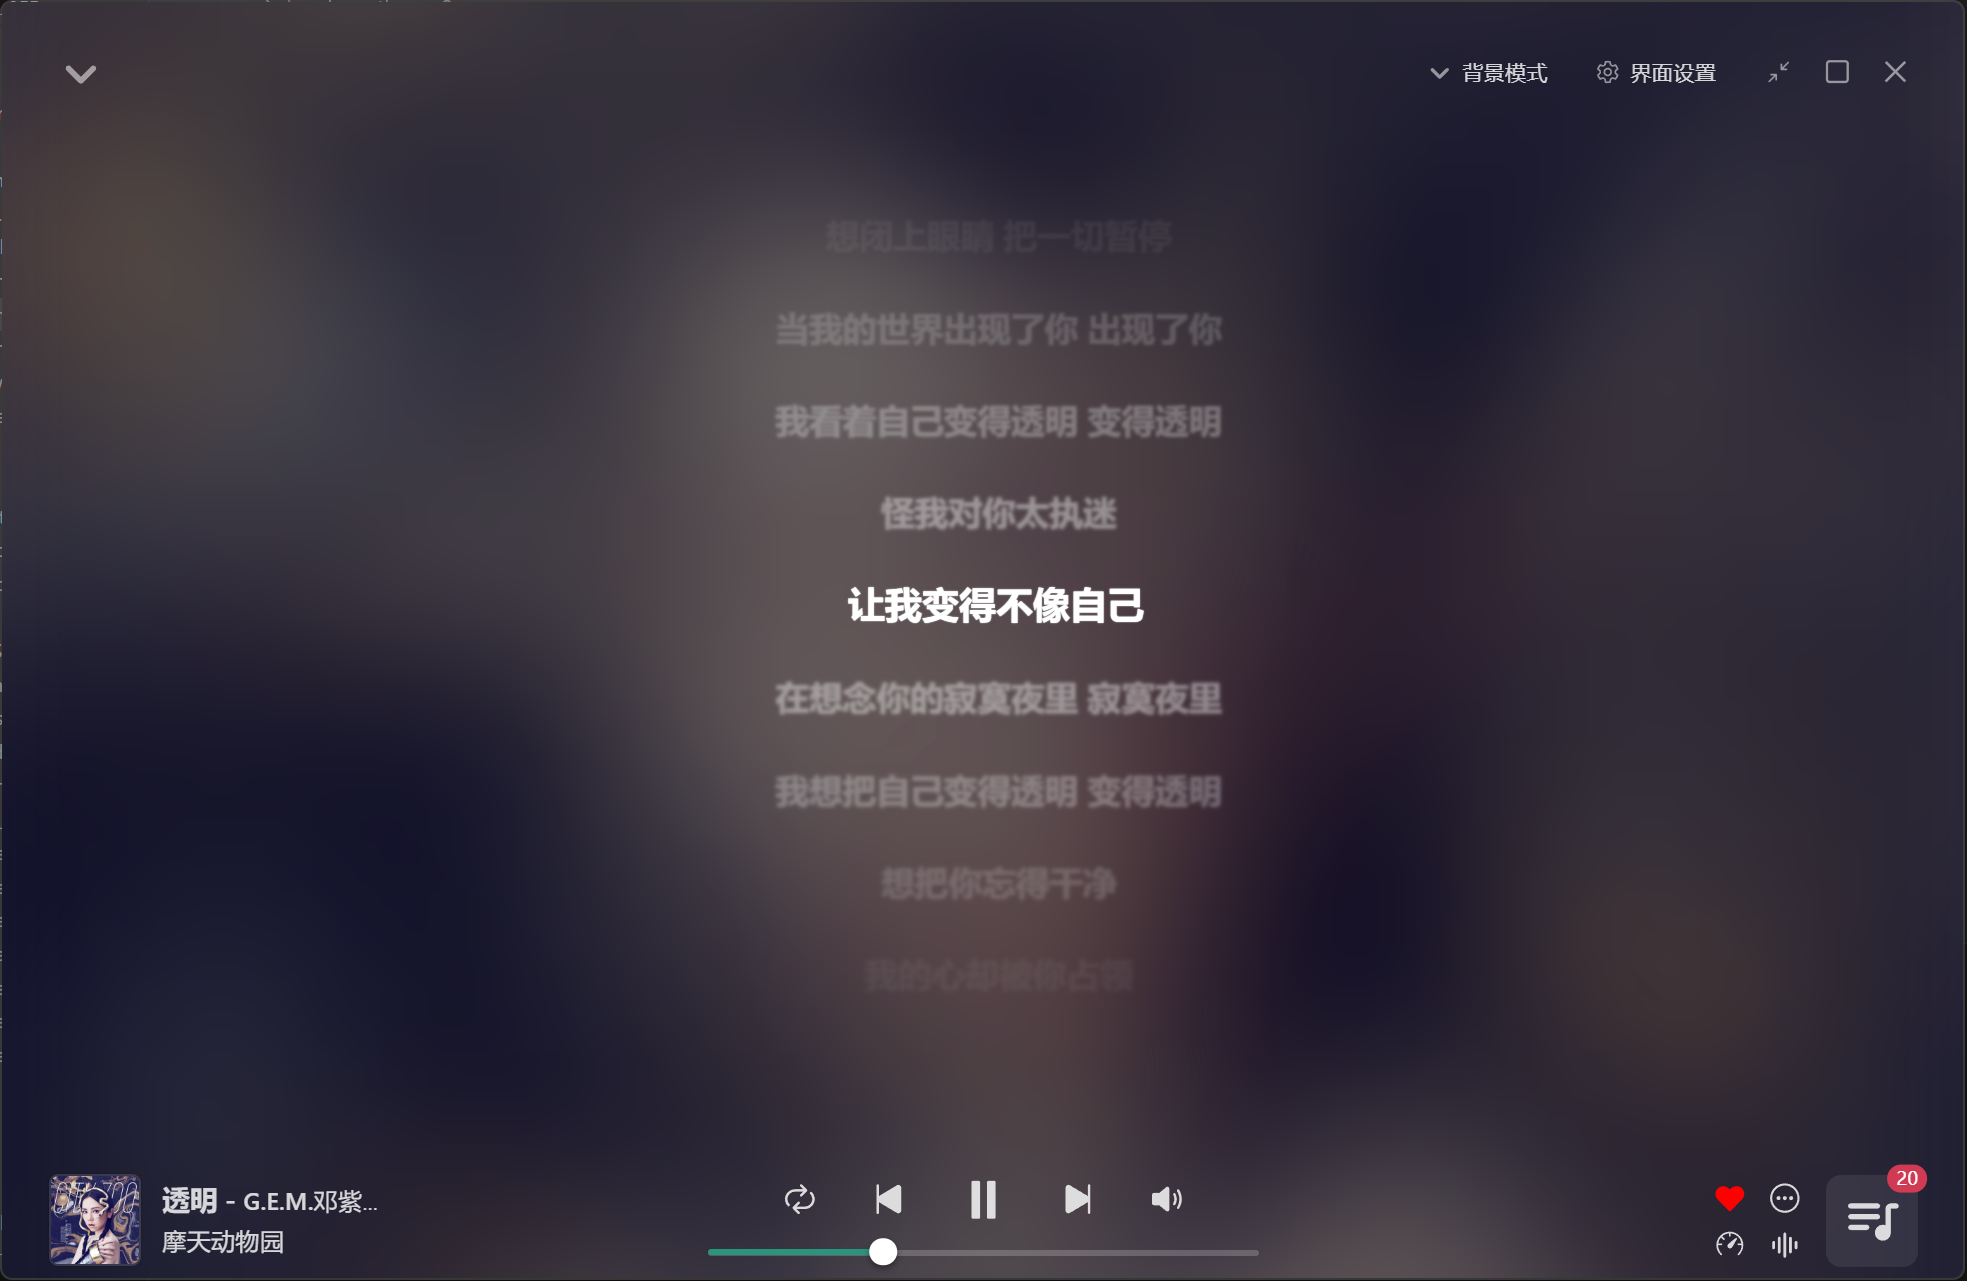 背景模式
界面设置
想闭上眼睛 把一切暂停
当我的世界出现了你 出现了你
我看着自己变得透明 变得透明
怪我对你太执迷
让我变得不像自己
在想念你的寂寞夜里 寂寞夜里
我想把自己变得透明 变得透明
想把你忘得干净
我的心却被你占领
透明 - G.E.M.邓紫...
摩天动物园
20